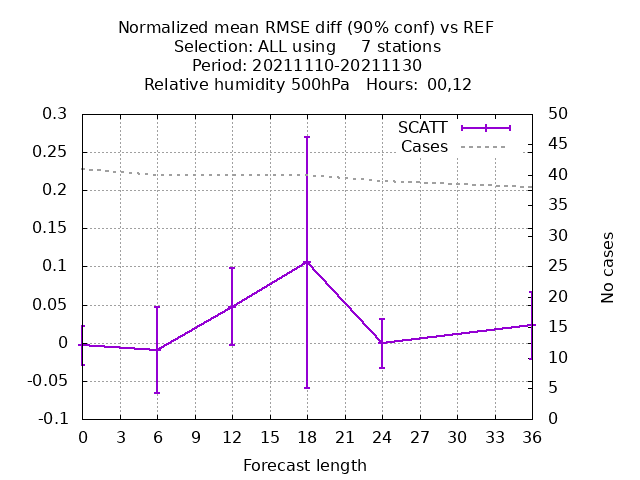 Normalized mean RMSE diff (90% conf) vs REF
Selection: ALL using 7 stations
Period: 20211110-20211130
Relative humidity 500hPa Hours: 00,12
0.3
0.25
0.2
0.15
0.1
0.05
0
-0.05
-0.1
SCATT
Cases
50
45
40
35
30
25
20
15
10
5
0
No cases
0 3 6 9 12 15 18 21 24 27 30 33 36
Forecast length